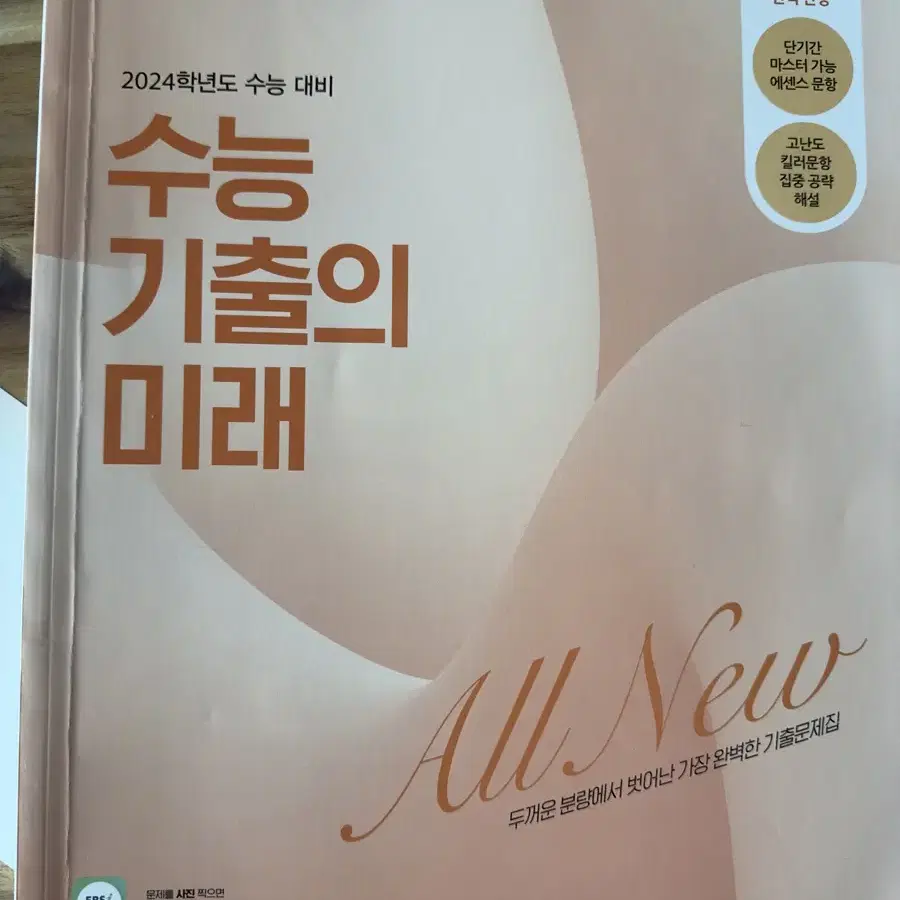 2024학년도 수능 대비
수능
기출의
미래
단기간
마스터 가능
에센스 문항
고난도
킬러문항
집중 공략
해설
All New
두꺼운 분량에서 벗어난 가장 완벽한 기출문제집
EBSi
문제를 사진 찍으면